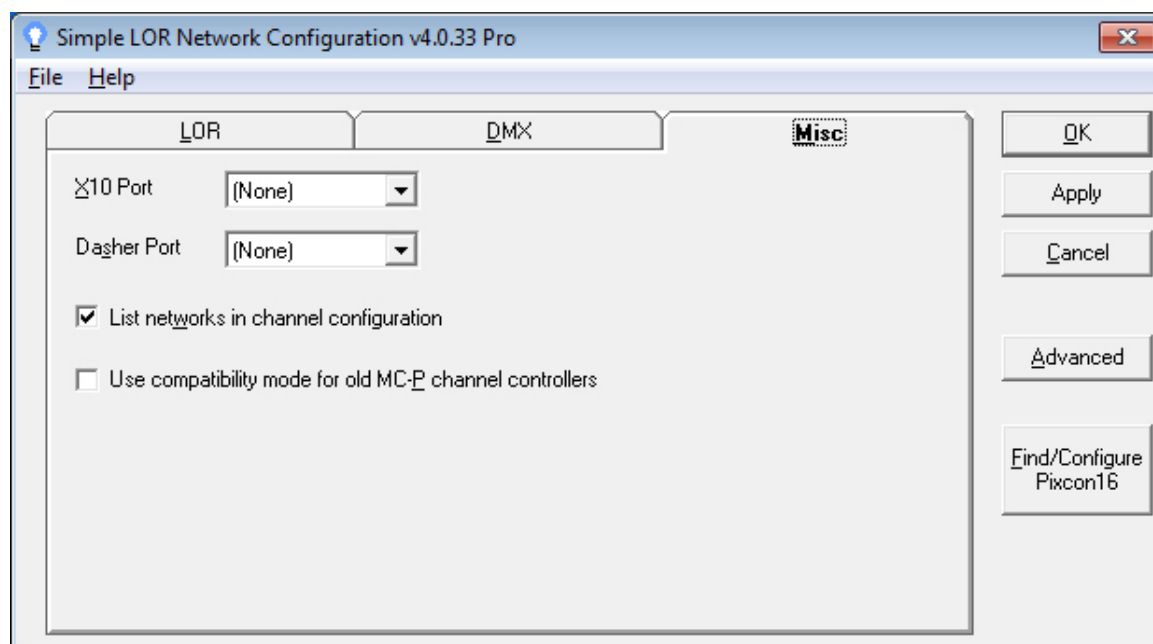 Simple LOR Network Configuration v4.0.33 Pro
File Help
LOR DMX Misc
OK
X10 Port (None)
Apply
Dasher Port (None)
Cancel
List networks in channel configuration
Advanced
Use compatibility mode for old MC-P channel controllers
Find/Configure
Pixcon16